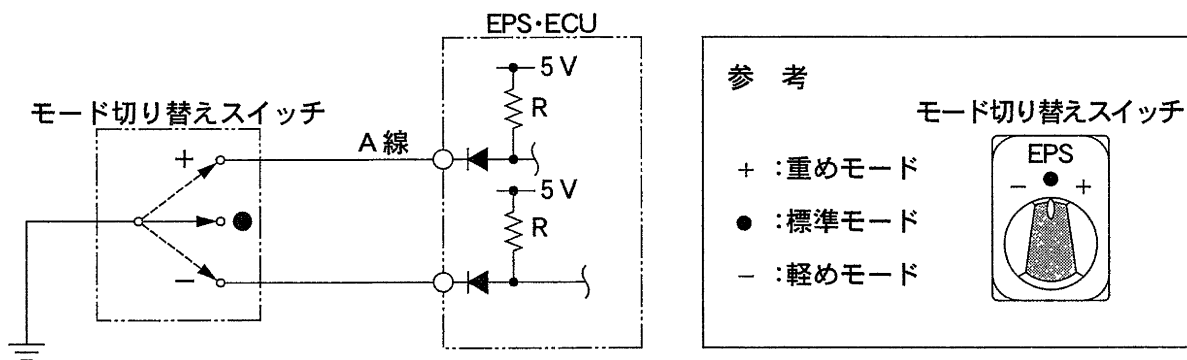 EPS・ECU
5V
R
モード切り替えスイッチ
A線
+
5V
R
●
−
参 考
モード切り替えスイッチ
EPS
− ● +
+ :重めモード
● :標準モード
− :軽めモード